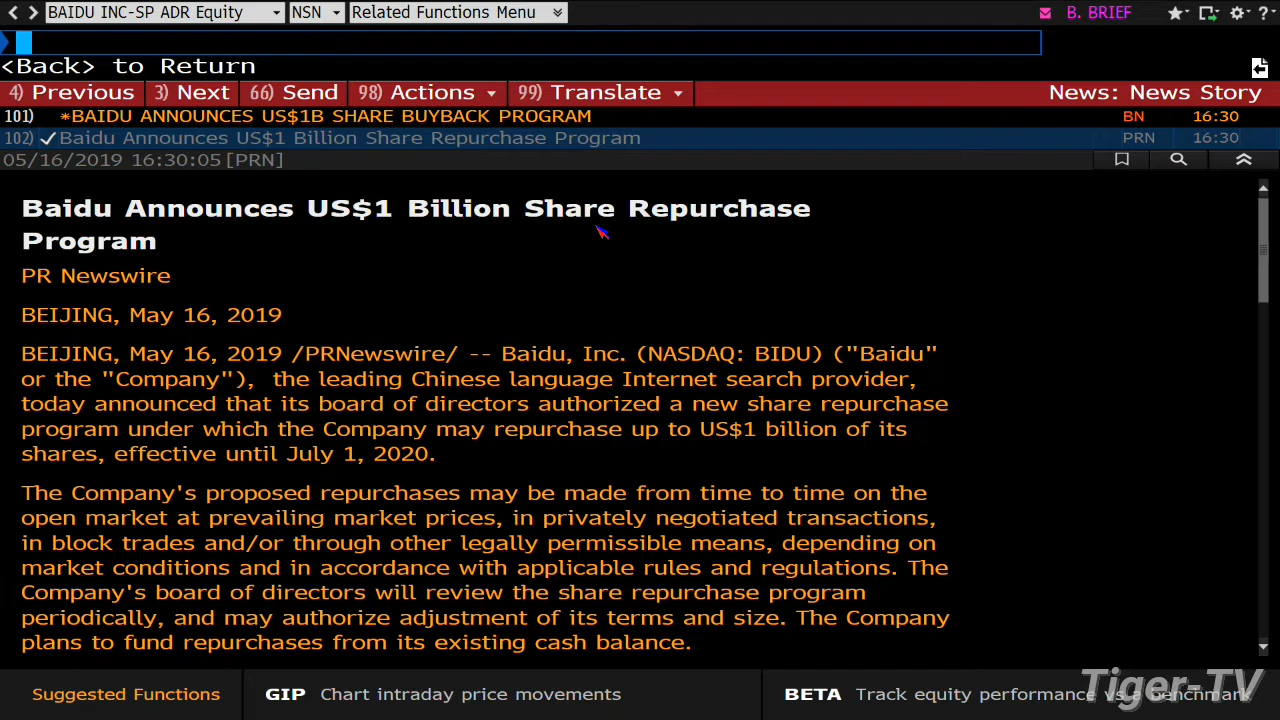 BAIDU INC-SP ADR Equity NSN Related Functions Menu B. BRIEF ?
<Back> to Return
4) Previous 3) Next 66) Send 98) Actions 99) Translate News: News Story
101) *BAIDU ANNOUNCES US$1B SHARE BUYBACK PROGRAM BN 16:30
102) ✓Baidu Announces US$1 Billion Share Repurchase Program PRN 16:30
05/16/2019 16:30:05 [PRN]
Baidu Announces US$1 Billion Share Repurchase
Program
PR Newswire
BEIJING, May 16, 2019
BEIJING, May 16, 2019 /PRNewswire/ -- Baidu, Inc. (NASDAQ: BIDU) ("Baidu"
or the "Company"),  the leading Chinese language Internet search provider,
today announced that its board of directors authorized a new share repurchase
program under which the Company may repurchase up to US$1 billion of its
shares, effective until July 1, 2020.
The Company's proposed repurchases may be made from time to time on the
open market at prevailing market prices, in privately negotiated transactions,
in block trades and/or through other legally permissible means, depending on
market conditions and in accordance with applicable rules and regulations. The
Company's board of directors will review the share repurchase program
periodically, and may authorize adjustment of its terms and size. The Company
plans to fund repurchases from its existing cash balance.
Suggested Functions GIP Chart intraday price movements BETA Track equity performance vs a benchmark
Tiger-TV